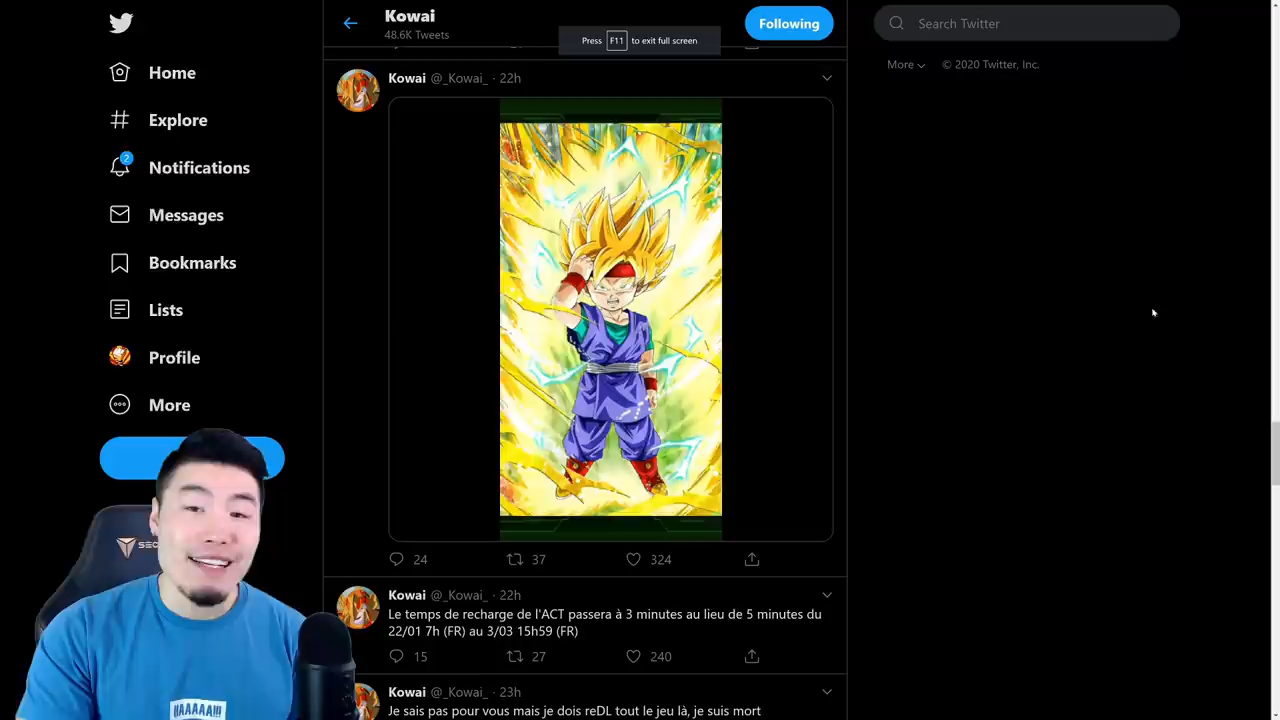 Home
Explore
2
Notifications
Messages
Bookmarks
Lists
Profile
More
Kowai
48.6K Tweets
Following
Press F11 to exit full screen
Search Twitter
More © 2020 Twitter, Inc.
Kowai @_Kowai_ · 22h
24 37 324
Kowai @_Kowai_ · 22h
Le temps de recharge de l'ACT passera à 3 minutes au lieu de 5 minutes du
22/01 7h (FR) au 3/03 15h59 (FR)
15 27 240
Kowai @_Kowai_ · 23h
Je sais pas pour vous mais je dois reDL tout le jeu là, je suis mort
SEC
HAAAAA!!!